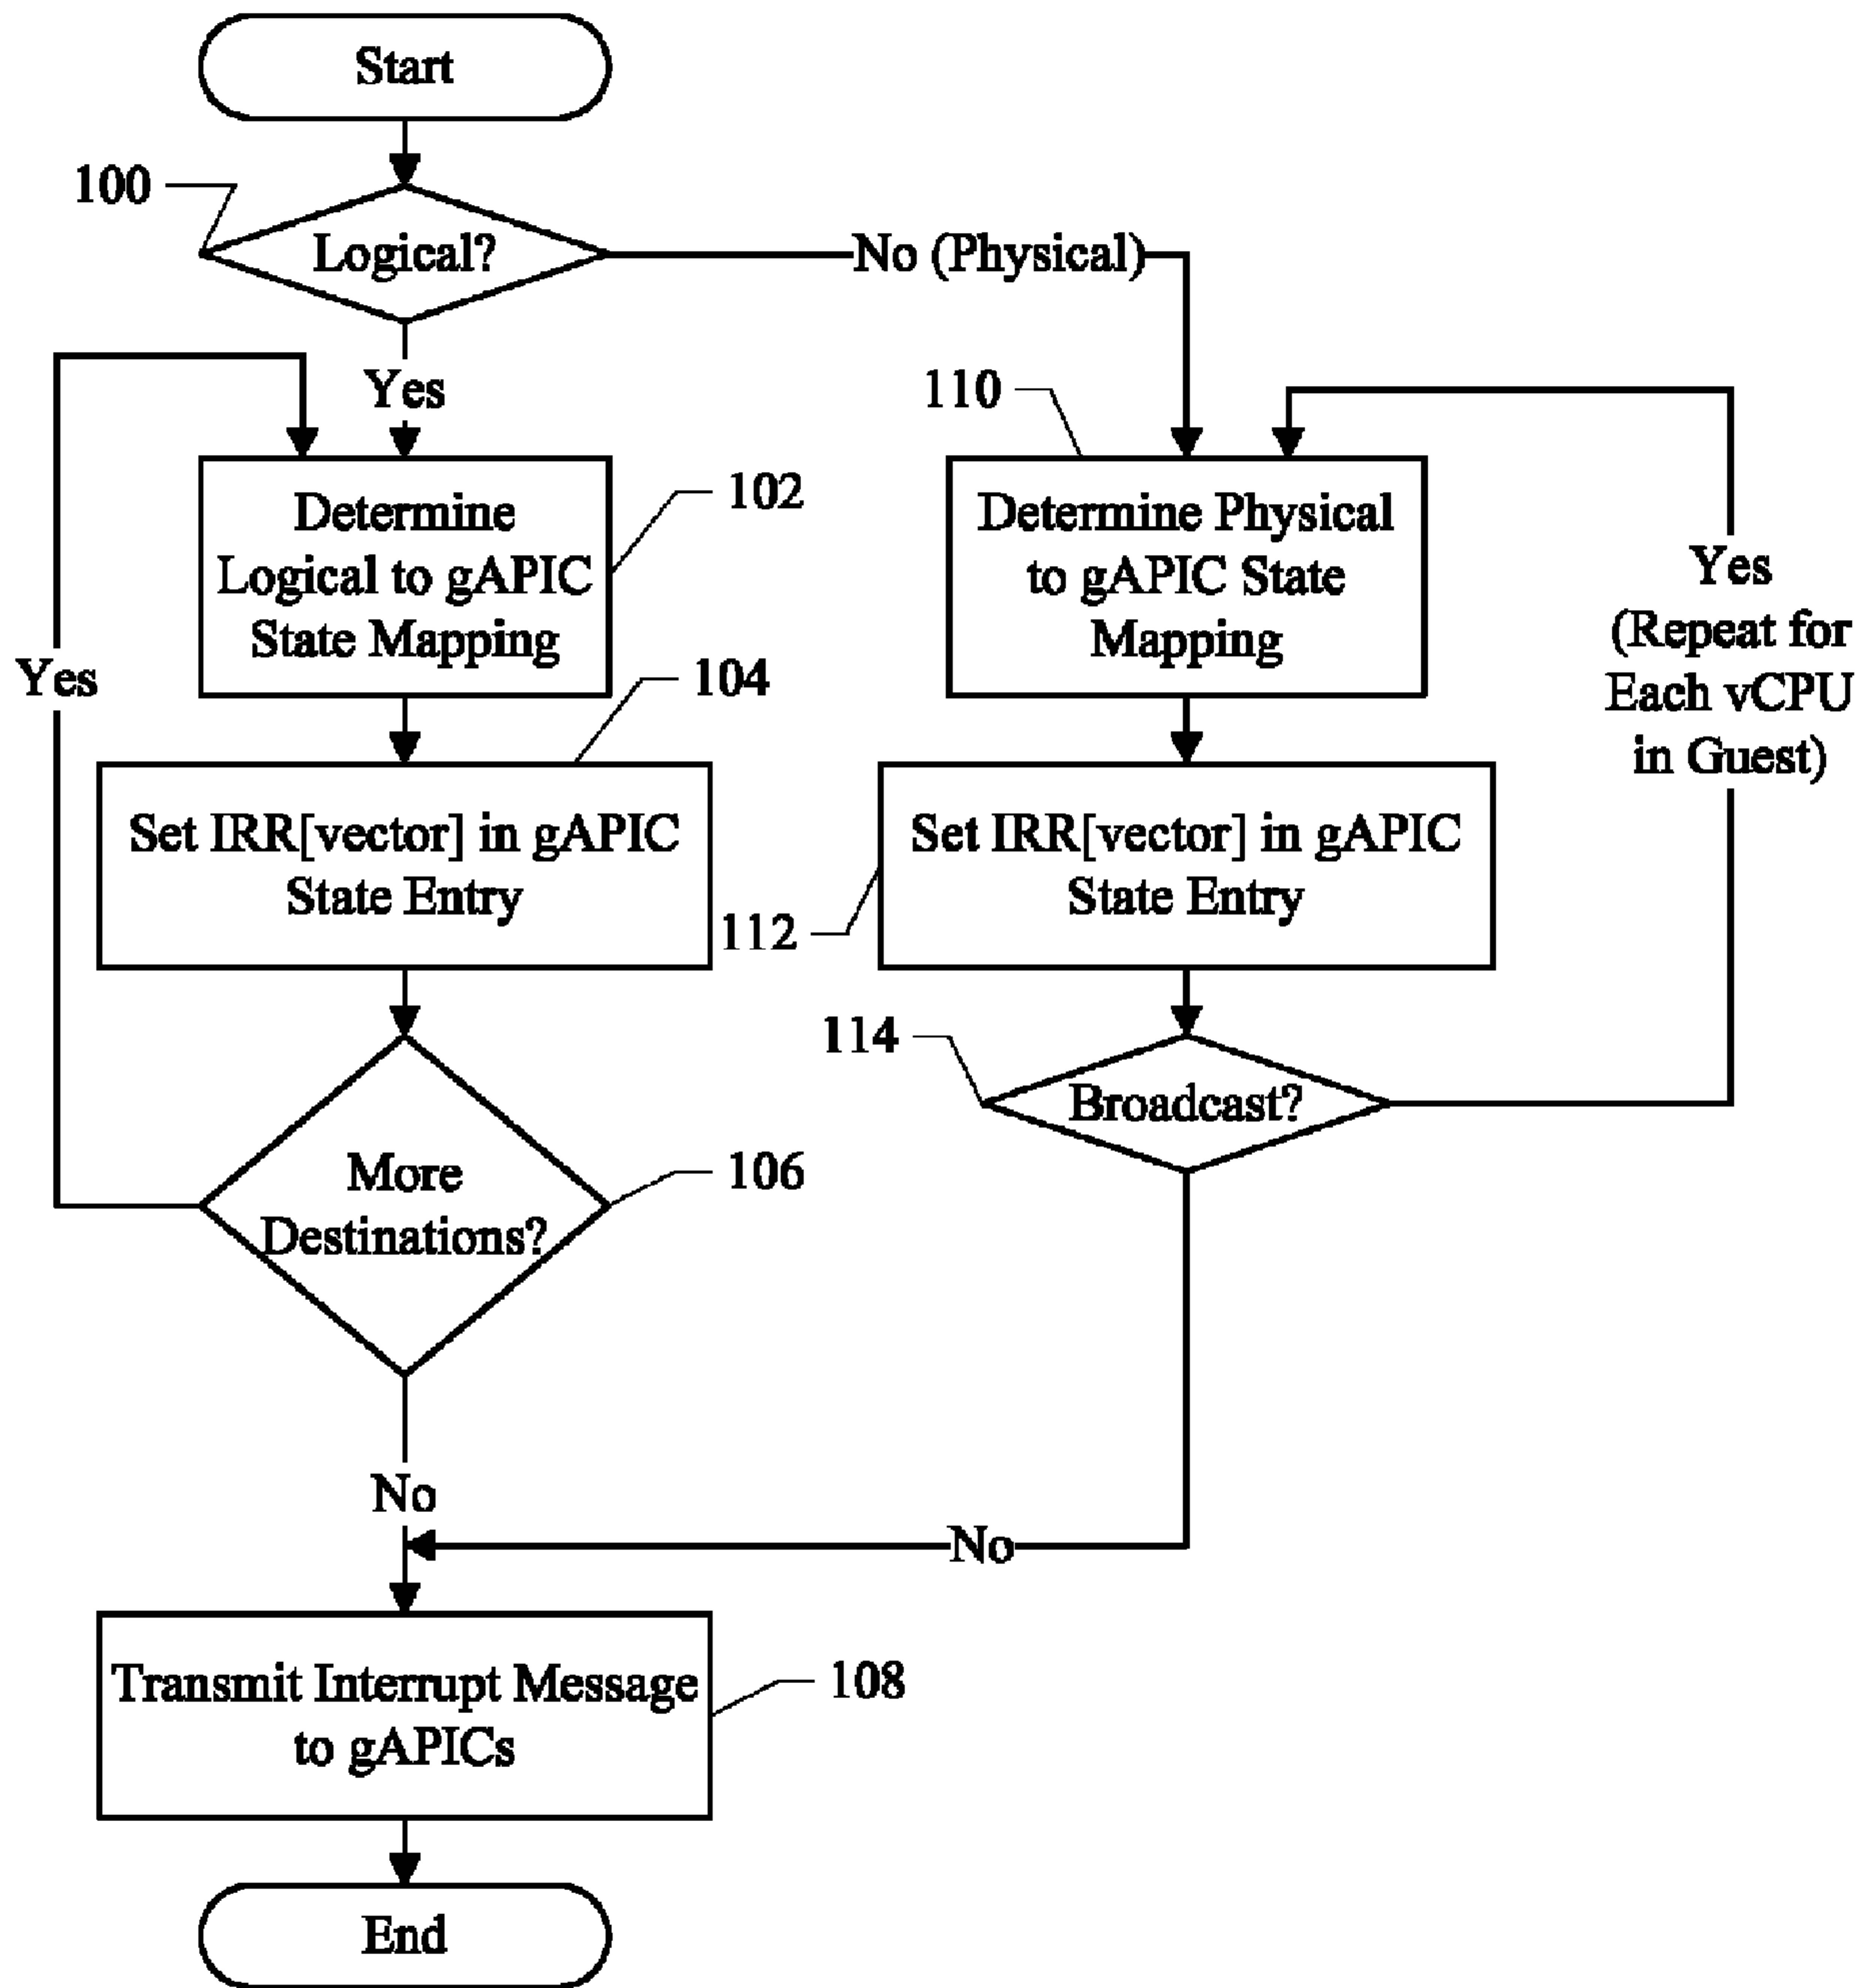 Start
100
Logical?
No (Physical)
Yes
110
Determine
Logical to gAPIC
State Mapping
102
Determine Physical
to gAPIC State
Mapping
Yes
(Repeat for
Each vCPU
in Guest)
Yes
104
Set IRR[vector] in gAPIC
State Entry
112
Set IRR[vector] in gAPIC
State Entry
114
Broadcast?
More
Destinations?
106
No
No
Transmit Interrupt Message
to gAPICs
108
End